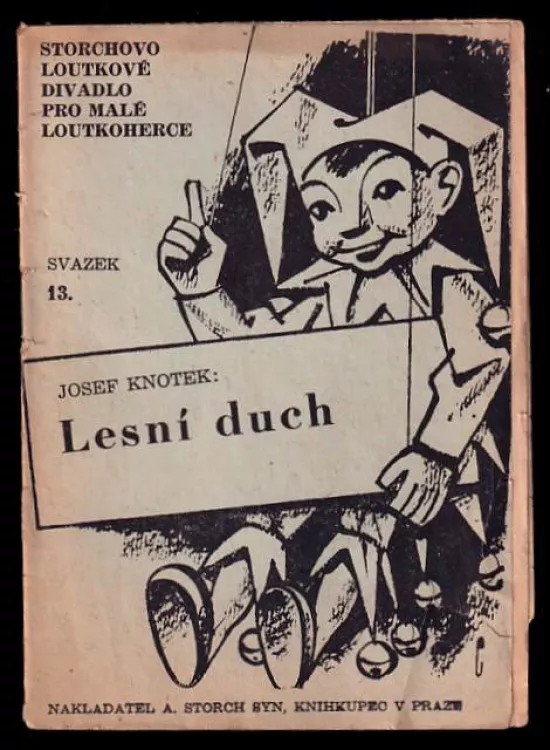 STORCHOVO
LOUTKOVÉ
DIVADLO
PRO MALÉ
LOUTKOHERCE
SVAZEK
13.
JOSEF KNOTEK:
Lesní duch
NAKLADATEL A. STORCH SYN, KNIHKUPEC V PRAZE